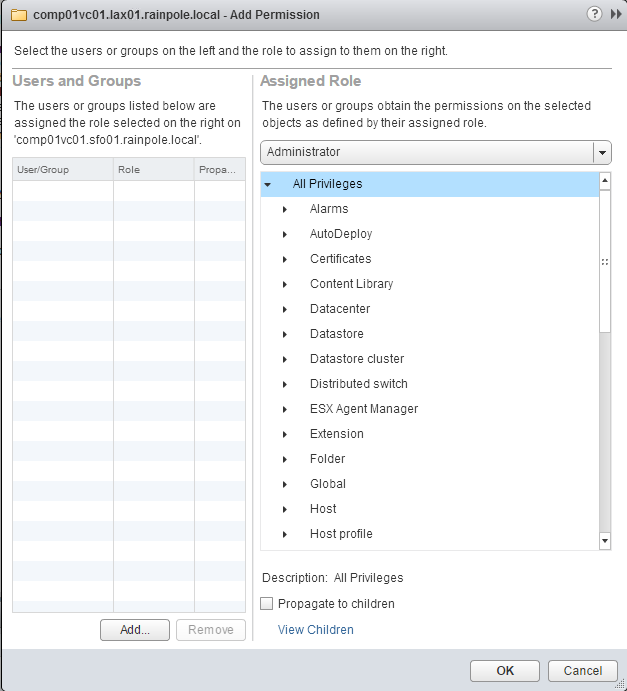 comp01vc01.lax01.rainpole.local - Add Permission
?
Select the users or groups on the left and the role to assign to them on the right.
Users and Groups
The users or groups listed below are
assigned the role selected on the right on
'comp01vc01.sfo01.rainpole.local'.
User/Group Role Propa...
Add... Remove
Assigned Role
The users or groups obtain the permissions on the selected
objects as defined by their assigned role.
Administrator
All Privileges
Alarms
AutoDeploy
Certificates
Content Library
Datacenter
Datastore
Datastore cluster
Distributed switch
ESX Agent Manager
Extension
Folder
Global
Host
Host profile
Description: All Privileges
Propagate to children
View Children
OK Cancel